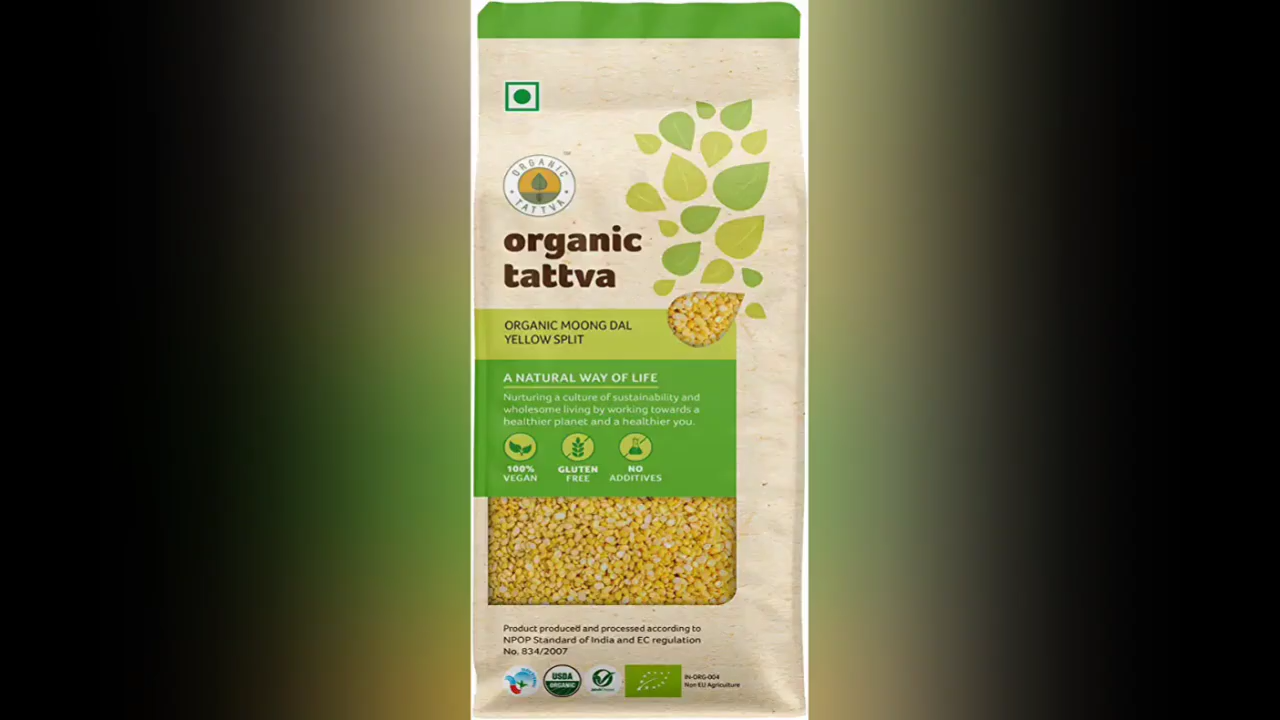 ORGANIC
TATTVA
organic
tattva
ORGANIC MOONG DAL
YELLOW SPLIT
A NATURAL WAY OF LIFE
Nurturing a culture of sustainability and
wholesome living by working towards a
healthier planet and a healthier you.
100%
VEGAN
GLUTEN
FREE
NO
ADDITIVES
Product produced and processed according to
NPOP Standard of India and EC regulation
No. 834/2007
USDA
ORGANIC
IN-ORG-004
Non EU Agriculture